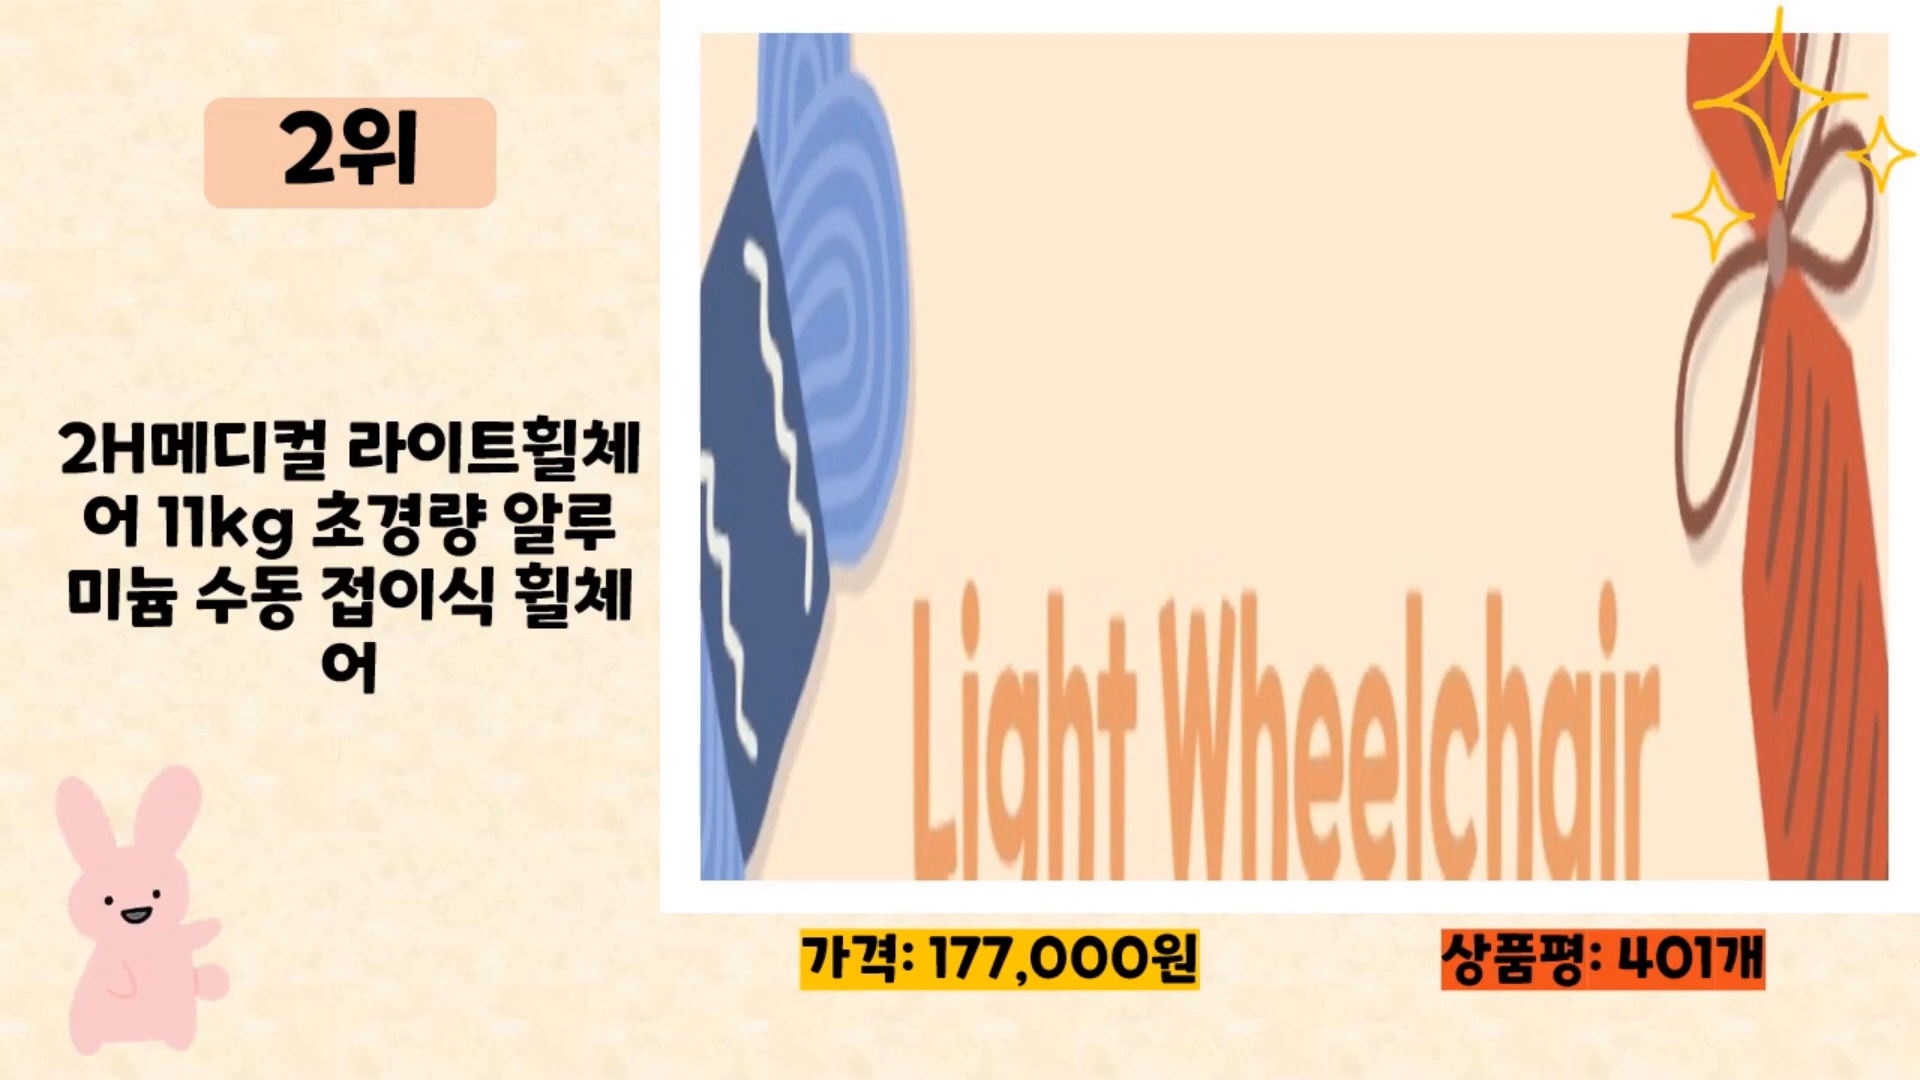 2위
2H메디컬 라이트휠체
어 11kg 초경량 알루
미늄 수동 접이식 휠체
어
Light Wheelchair
가격: 177,000원
상품평: 401개